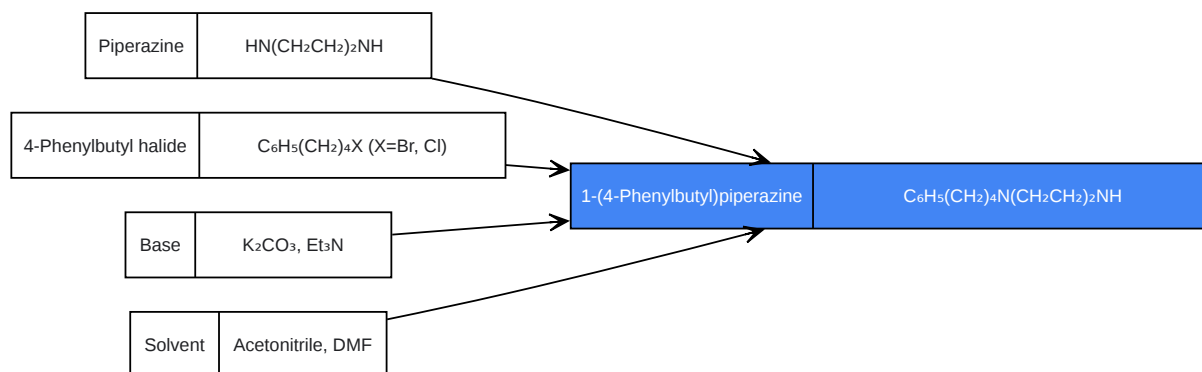 Piperazine HN(CH₂CH₂)₂NH
4-Phenylbutyl halide C₆H₅(CH₂)₄X (X=Br, Cl)
1-(4-Phenylbutyl)piperazine C₆H₅(CH₂)₄N(CH₂CH₂)₂NH
Base K₂CO₃, Et₃N
Solvent Acetonitrile, DMF